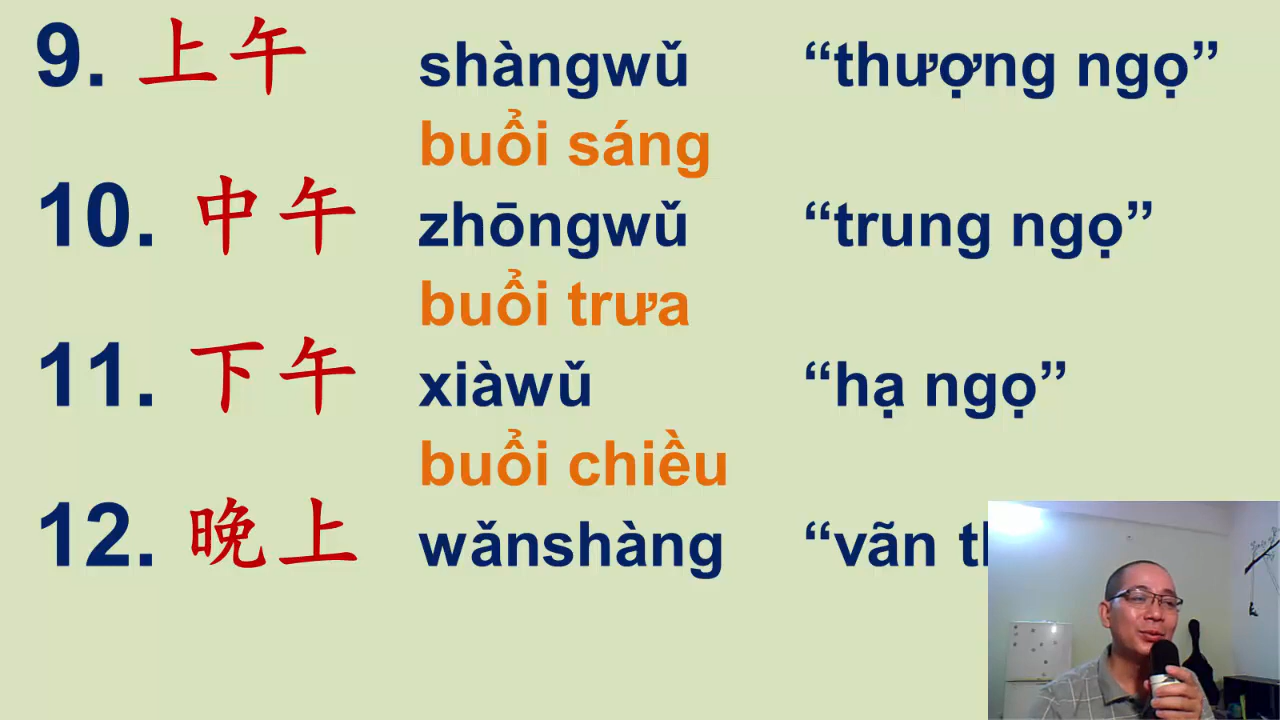 9. 上午 shàngwǔ “thượng ngọ”
buổi sáng
10. 中午 zhōngwǔ “trung ngọ”
buổi trưa
11. 下午 xiàwǔ “hạ ngọ”
buổi chiều
12. 晚上 wǎnshàng “vãn